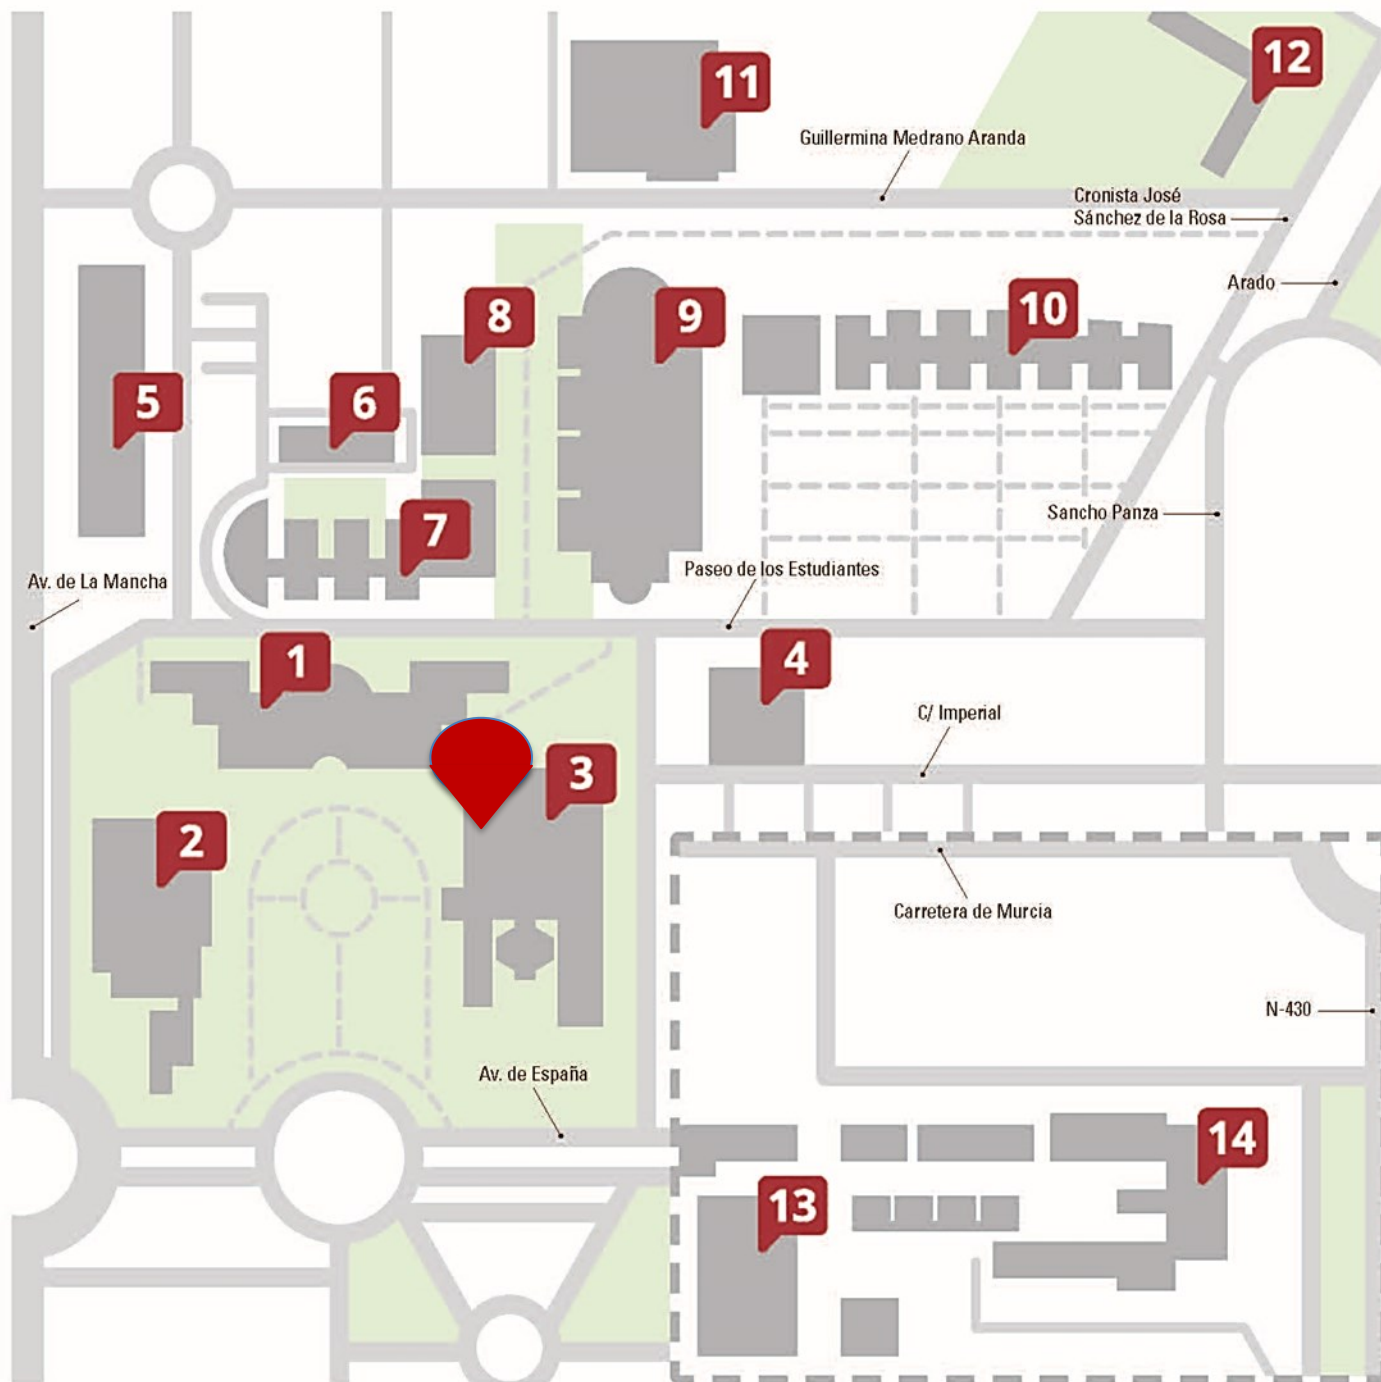 11
12
Guillermina Medrano Aranda
Cronista José
Sánchez de la Rosa
Arado
8
9
10
5
6
7
Sancho Panza
Av. de La Mancha
Paseo de los Estudiantes
1
4
C/ Imperial
3
2
Carretera de Murcia
N-430
Av. de España
14
13